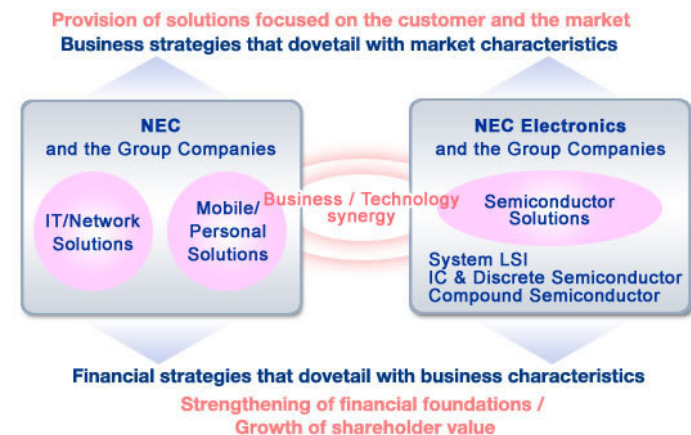 Provision of solutions focused on the customer and the market
Business strategies that dovetail with market characteristics
NEC
and the Group Companies
IT/Network
Solutions
Mobile/
Personal
Solutions
Business / Technology
synergy
NEC Electronics
and the Group Companies
Semiconductor
Solutions
System LSI
IC & Discrete Semiconductor
Compound Semiconductor
Financial strategies that dovetail with business characteristics
Strengthening of financial foundations /
Growth of shareholder value